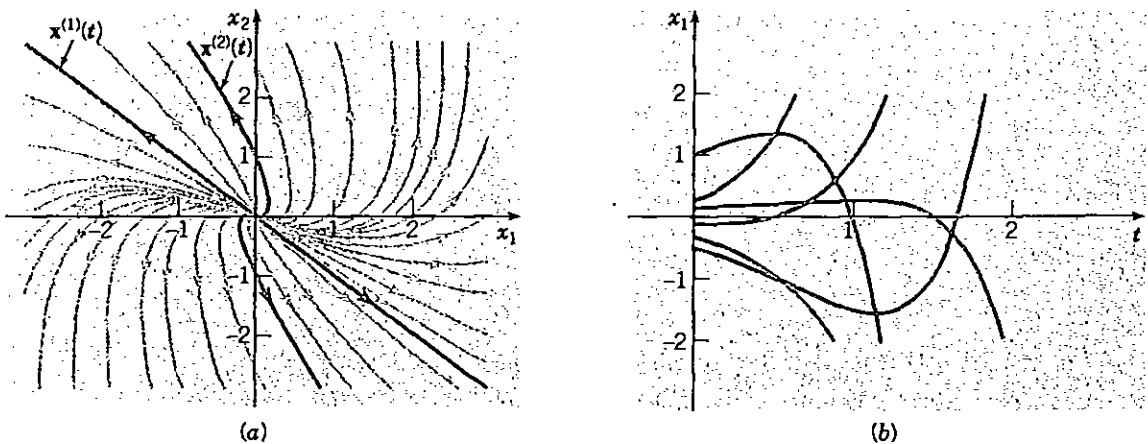 x⁽¹⁾(t)
x⁽²⁾(t)
x₂
2
1
-2 -1 1 2 x₁
-1
-2
(a)
x₁
2
1
1 2 t
-1
-2
(b)